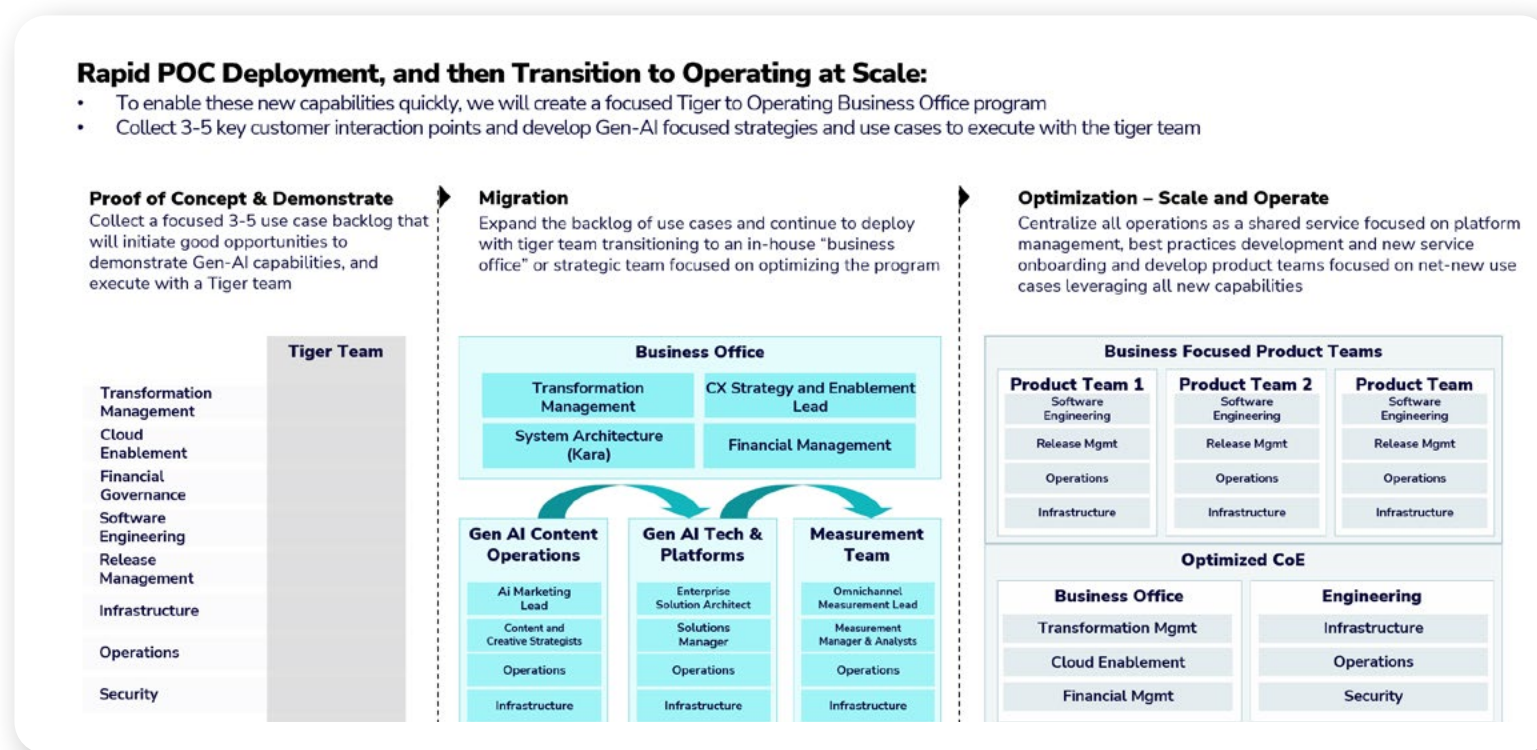 Rapid POC Deployment, and then Transition to Operating at Scale:
• To enable these new capabilities quickly, we will create a focused Tiger to Operating Business Office program
• Collect 3-5 key customer interaction points and develop Gen-AI focused strategies and use cases to execute with the tiger team
Proof of Concept & Demonstrate
Collect a focused 3-5 use case backlog that
will initiate good opportunities to
demonstrate Gen-AI capabilities, and
execute with a Tiger team
Tiger Team
Transformation
Management
Cloud
Enablement
Financial
Governance
Software
Engineering
Release
Management
Infrastructure
Operations
Security
Migration
Expand the backlog of use cases and continue to deploy
with tiger team transitioning to an in-house “business
office” or strategic team focused on optimizing the program
Business Office
Transformation
Management
CX Strategy and Enablement
Lead
System Architecture
(Kara)
Financial Management
Gen AI Content
Operations
Ai Marketing
Lead
Content and
Creative Strategists
Operations
Infrastructure
Gen AI Tech &
Platforms
Enterprise
Solution Architect
Solutions
Manager
Operations
Infrastructure
Measurement
Team
Omnichannel
Measurement Lead
Measurement
Manager & Analysts
Operations
Infrastructure
Optimization – Scale and Operate
Centralize all operations as a shared service focused on platform
management, best practices development and new service
onboarding and develop product teams focused on net-new use
cases leveraging all new capabilities
Business Focused Product Teams
Product Team 1
Software
Engineering
Release Mgmt
Operations
Infrastructure
Product Team 2
Software
Engineering
Release Mgmt
Operations
Infrastructure
Product Team
Software
Engineering
Release Mgmt
Operations
Infrastructure
Optimized CoE
Business Office
Transformation Mgmt
Cloud Enablement
Financial Mgmt
Engineering
Infrastructure
Operations
Security